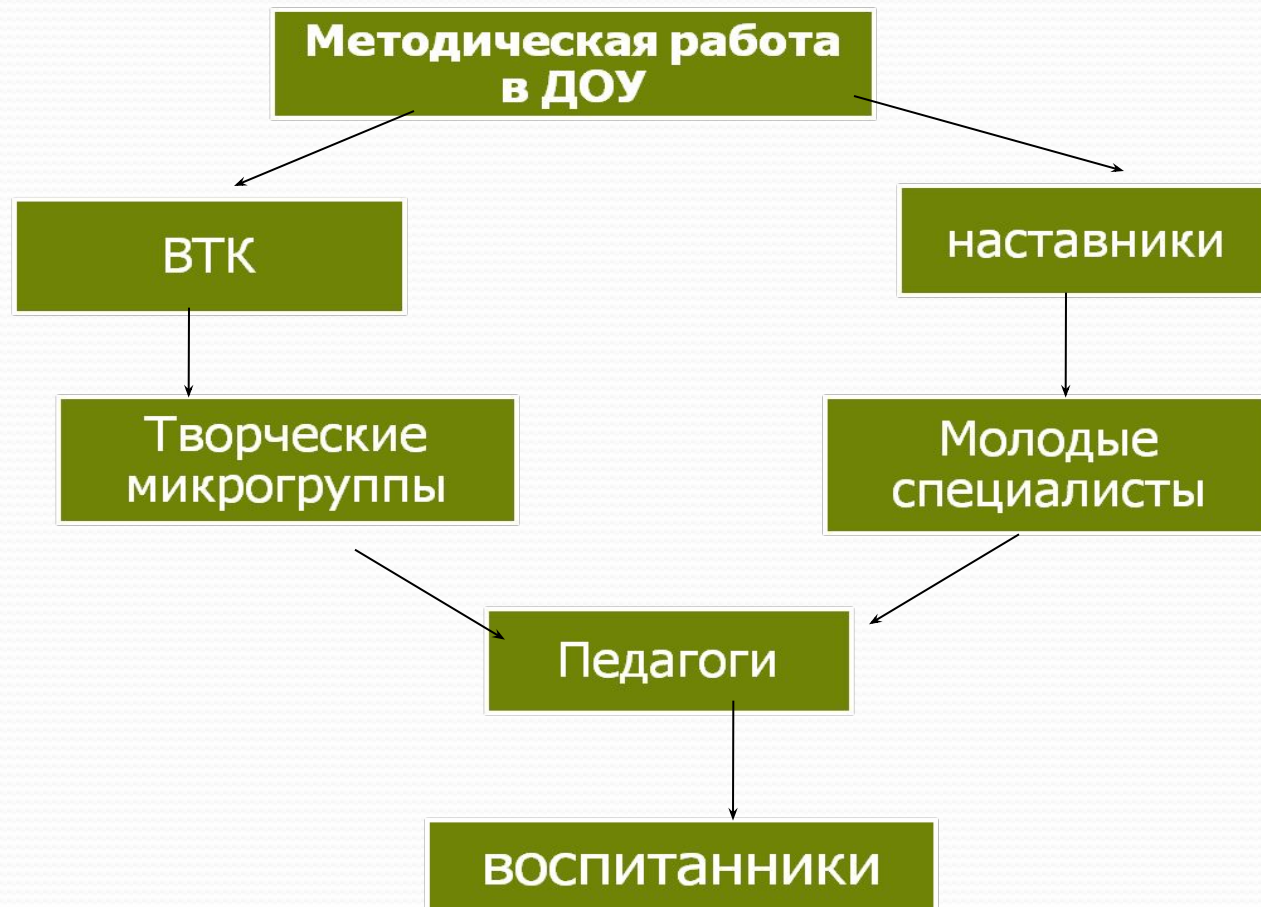 Методическая работа
в ДОУ
ВТК
наставники
Творческие
микрогруппы
Молодые
специалисты
Педагоги
воспитанники